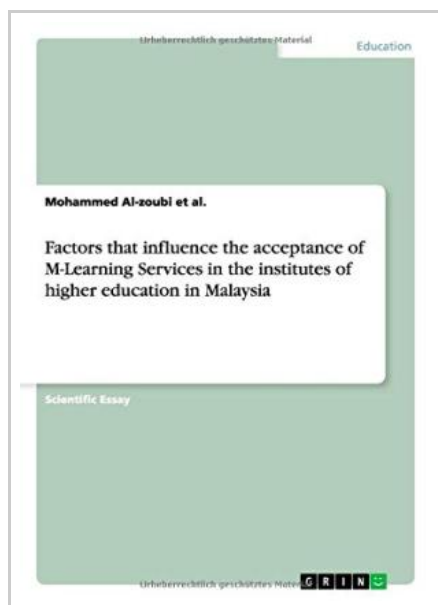 Urheberrechtlich geschütztes Material
Education
Mohammed Al-zoubi et al.
Factors that influence the acceptance of
M-Learning Services in the institutes of
higher education in Malaysia
Scientific Essay
Urheberrechtlich geschütztes Mater
GRIN